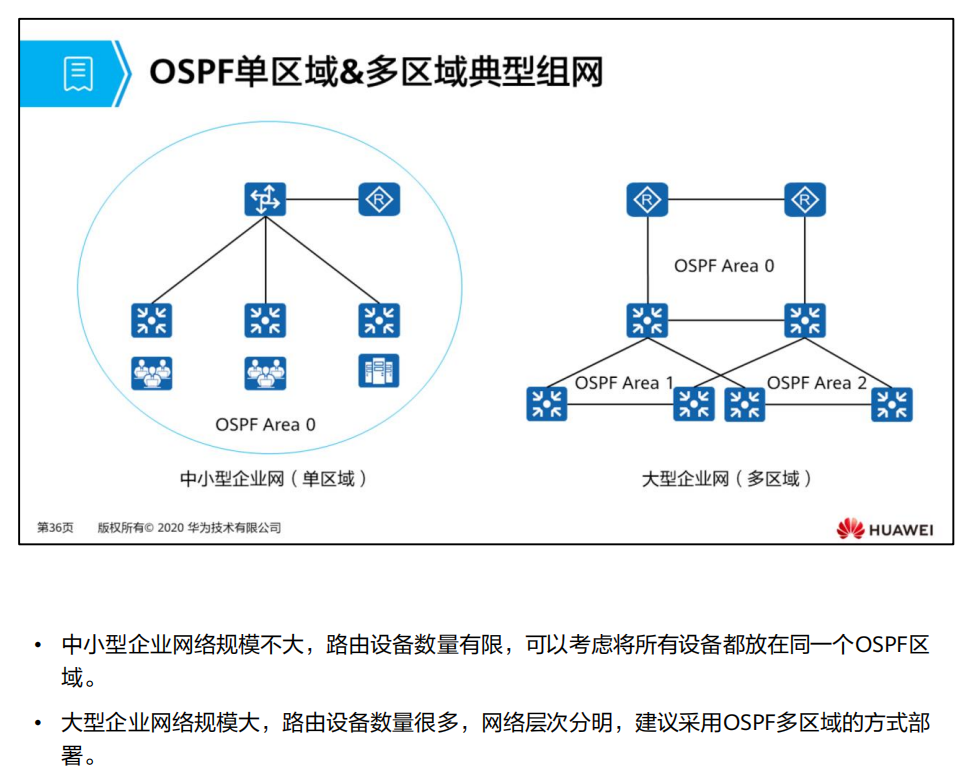 OSPF单区域&多区域典型组网
R
OSPF Area 0
中小型企业网（单区域）
R
R
OSPF Area 0
OSPF Area 1
OSPF Area 2
大型企业网（多区域）
第36页 版权所有© 2020 华为技术有限公司
HUAWEI
• 中小型企业网络规模不大，路由设备数量有限，可以考虑将所有设备都放在同一个OSPF区
域。
• 大型企业网络规模大，路由设备数量很多，网络层次分明，建议采用OSPF多区域的方式部
署。